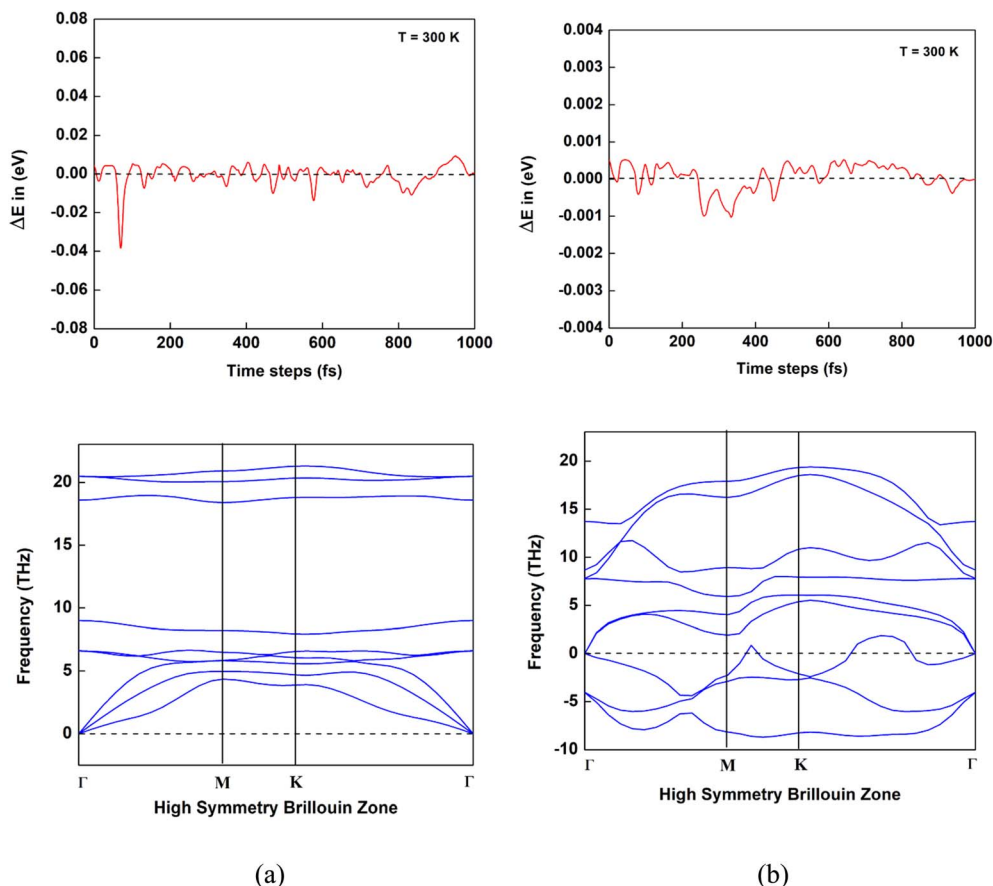 0.08
0.06
0.04
0.02
0.00
-0.02
-0.04
-0.06
-0.08
ΔE in (eV)
T = 300 K
0 200 400 600 800 1000
Time steps (fs)
0.004
0.003
0.002
0.001
0.000
-0.001
-0.002
-0.003
-0.004
ΔE in (eV)
T = 300 K
0 200 400 600 800 1000
Time steps (fs)
20
15
10
5
0
Frequency (THz)
Γ M K Γ
High Symmetry Brillouin Zone
20
15
10
5
0
-5
-10
Frequency (THz)
Γ M K Γ
High Symmetry Brillouin Zone
(a) (b)